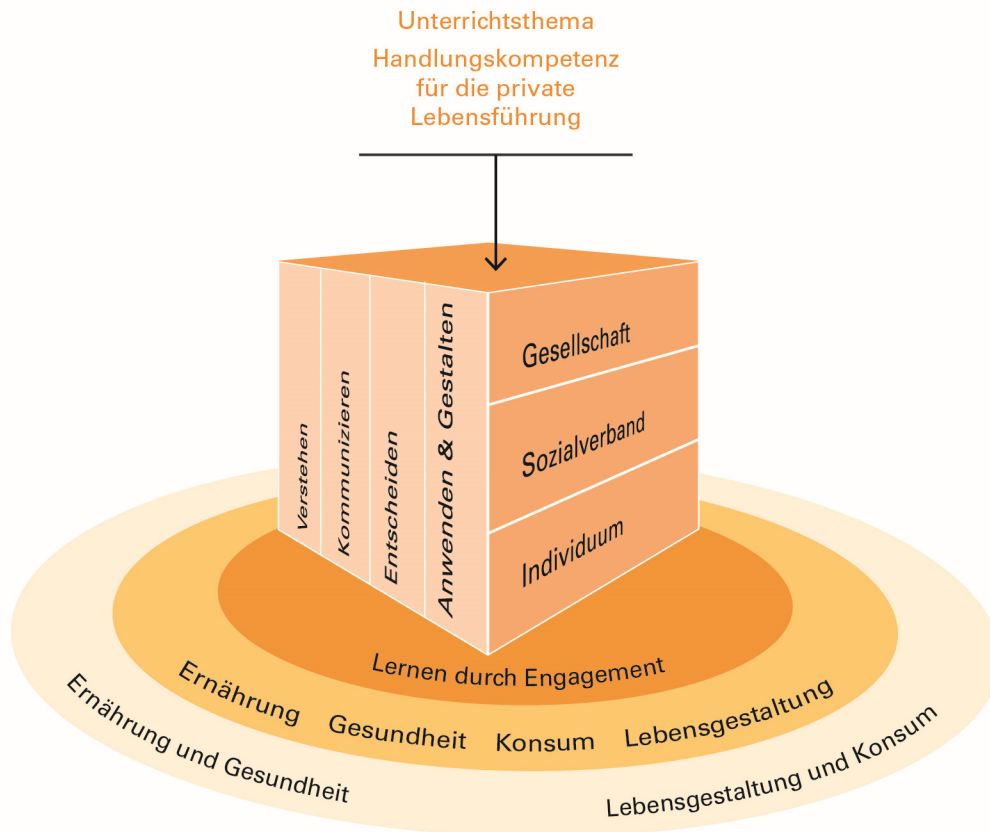 Unterrichtsthema
Handlungskompetenz
für die private
Lebensführung
Verstehen
Kommunizieren
Entscheiden
Anwenden & Gestalten
Gesellschaft
Sozialverband
Individuum
Lernen durch Engagement
Ernährung Gesundheit Konsum Lebensgestaltung
Ernährung und Gesundheit
Lebensgestaltung und Konsum